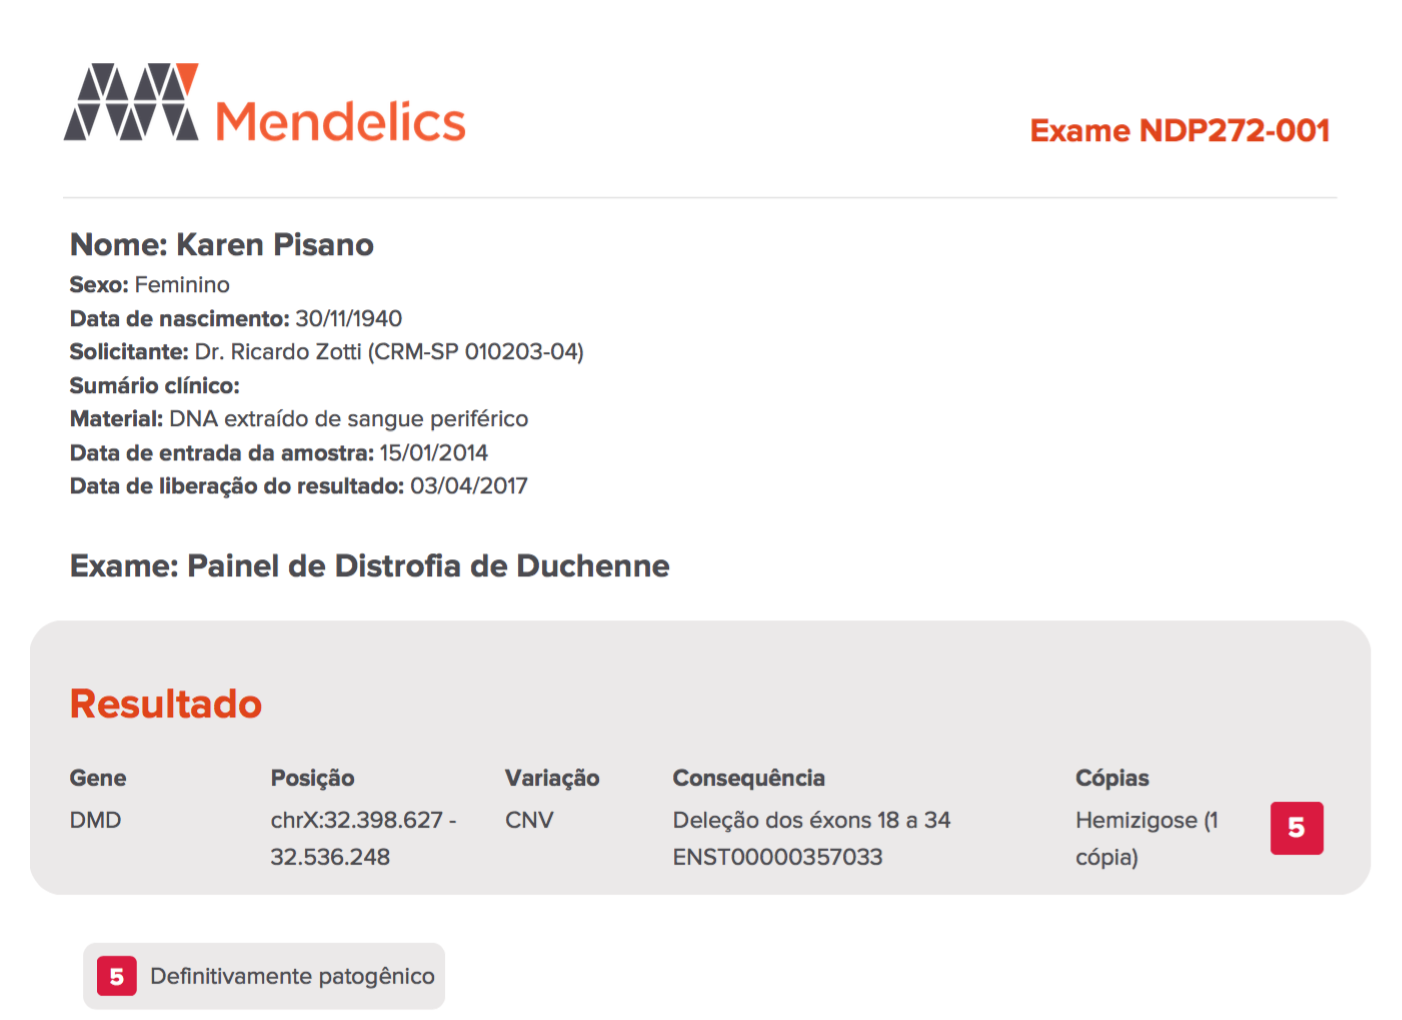 Mendelics
Exame NDP272-001
Nome: Karen Pisano
Sexo: Feminino
Data de nascimento: 30/11/1940
Solicitante: Dr. Ricardo Zotti (CRM-SP 010203-04)
Sumário clínico:
Material: DNA extraído de sangue periférico
Data de entrada da amostra: 15/01/2014
Data de liberação do resultado: 03/04/2017
Exame: Painel de Distrofia de Duchenne
Resultado
Gene Posição Variação Consequência Cópias
DMD chrX:32.398.627 - CNV Deleção dos éxons 18 a 34 Hemizigose (1 5
32.536.248 ENST00000357033 cópia)
5 Definitivamente patogênico